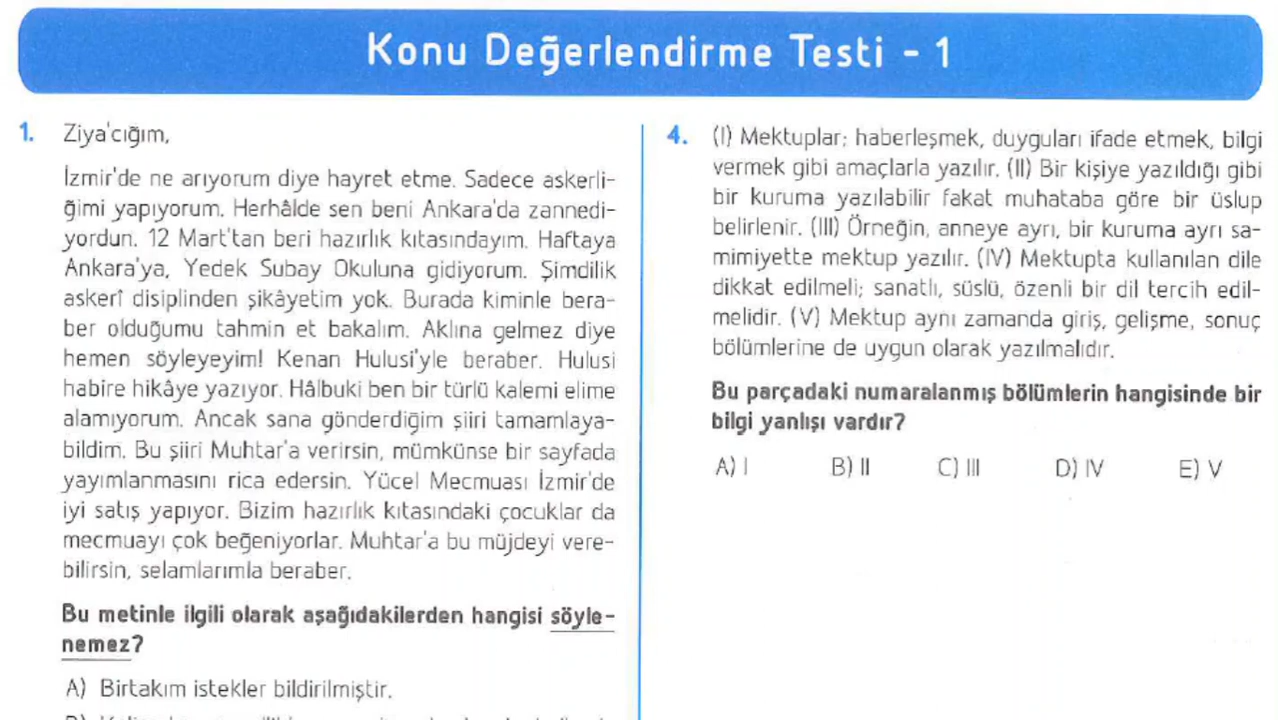 Konu Değerlendirme Testi - 1
1. Ziya'cığım,
İzmir'de ne arıyorum diye hayret etme. Sadece askerli-
ğimi yapıyorum. Herhâlde sen beni Ankara'da zannedi-
yordun. 12 Mart'tan beri hazırlık kıtasındayım. Haftaya
Ankara'ya, Yedek Subay Okuluna gidiyorum. Şimdilik
askerî disiplinden şikâyetim yok. Burada kiminle bera-
ber olduğumu tahmin et bakalım. Aklına gelmez diye
hemen söyleyeyim! Kenan Hulusi'yle beraber. Hulusi
habire hikâye yazıyor. Hâlbuki ben bir türlü kalemi elime
alamıyorum. Ancak sana gönderdiğim şiiri tamamlaya-
bildim. Bu şiiri Muhtar'a verirsin, mümkünse bir sayfada
yayımlanmasını rica edersin. Yücel Mecmuası İzmir'de
iyi satış yapıyor. Bizim hazırlık kıtasındaki çocuklar da
mecmuayı çok beğeniyorlar. Muhtar'a bu müjdeyi vere-
bilirsin, selamlarımla beraber.
Bu metinle ilgili olarak aşağıdakilerden hangisi söyle-
nemez?
A) Birtakım istekler bildirilmiştir.
4. (I) Mektuplar; haberleşmek, duyguları ifade etmek, bilgi
vermek gibi amaçlarla yazılır. (II) Bir kişiye yazıldığı gibi
bir kuruma yazılabilir fakat muhataba göre bir üslup
belirlenir. (III) Örneğin, anneye ayrı, bir kuruma ayrı sa-
mimiyette mektup yazılır. (IV) Mektupta kullanılan dile
dikkat edilmeli; sanatlı, süslü, özenli bir dil tercih edil-
melidir. (V) Mektup aynı zamanda giriş, gelişme, sonuç
bölümlerine de uygun olarak yazılmalıdır.
Bu parçadaki numaralanmış bölümlerin hangisinde bir
bilgi yanlışı vardır?
A) I B) II C) III D) IV E) V